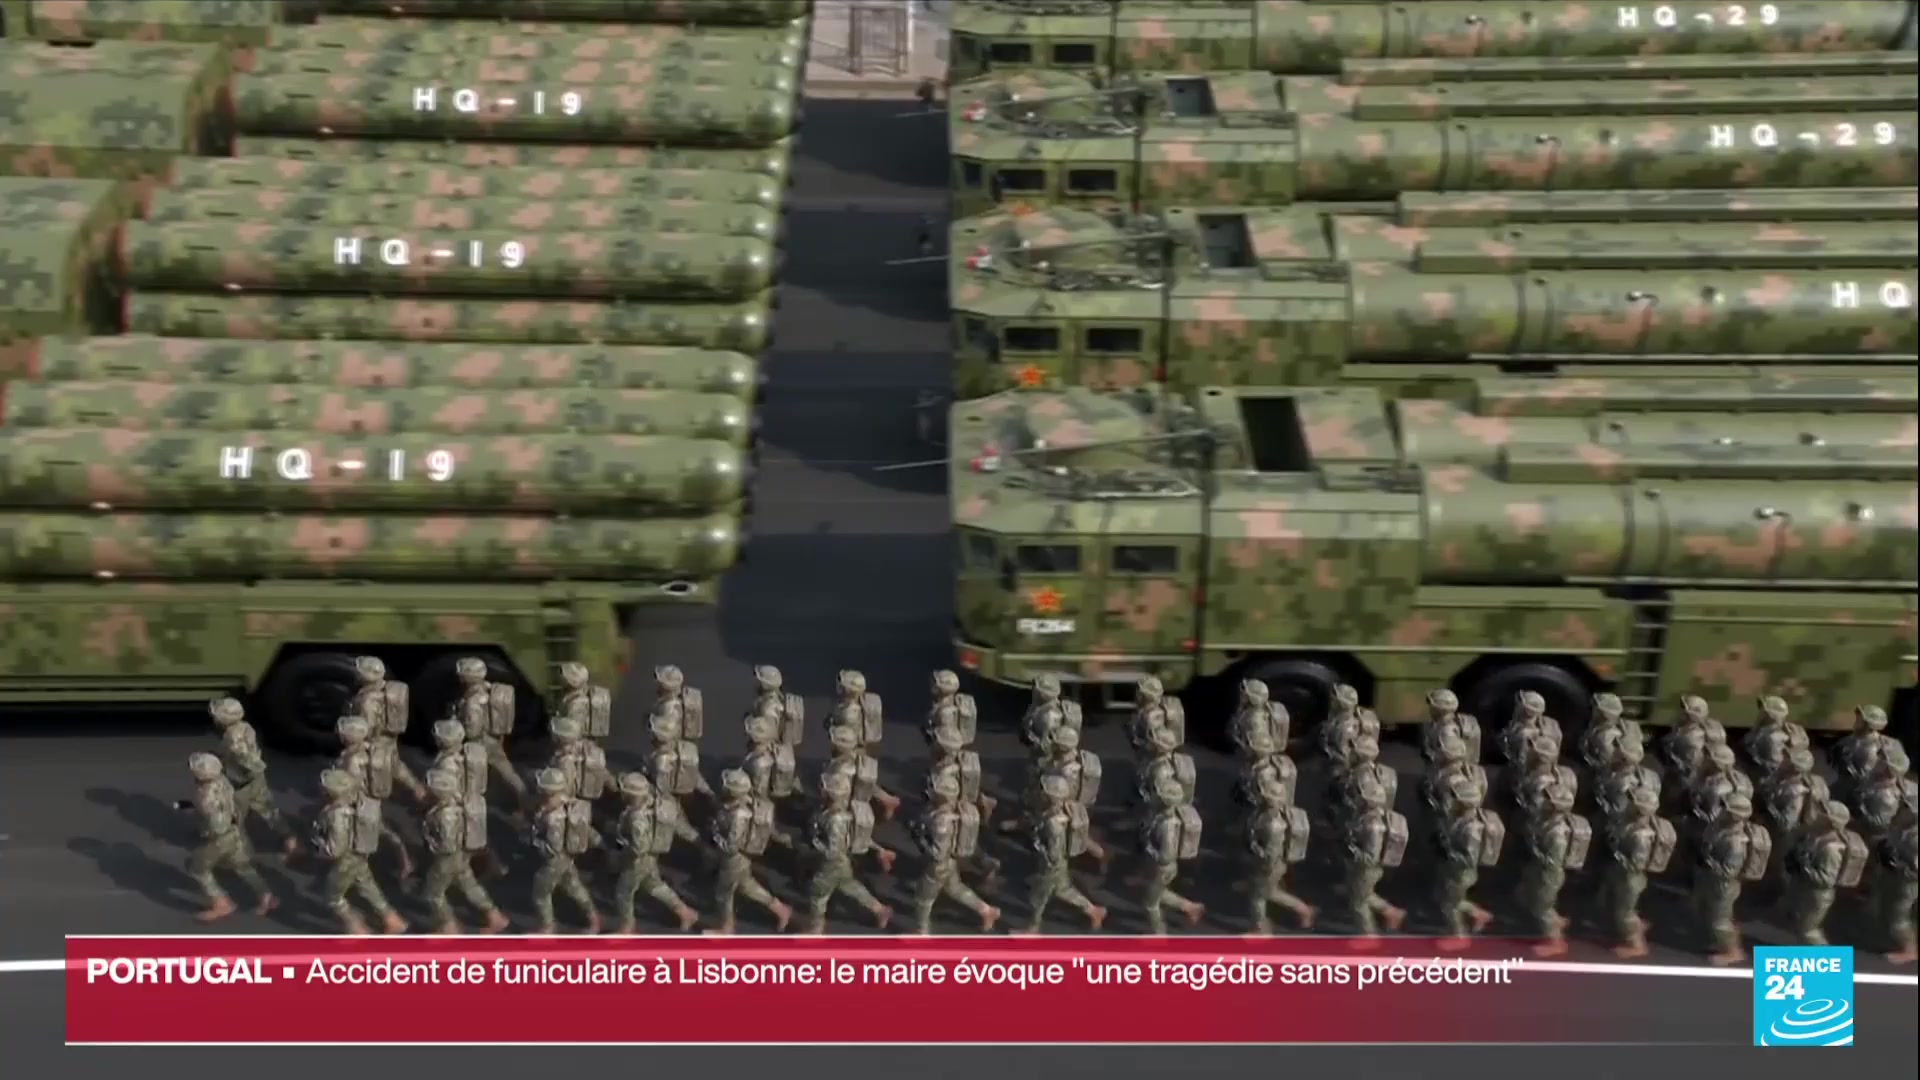 HQ-29
HQ-19
HQ-29
HQ-19
HQ
HQ-19
PORTUGAL ▪ Accident de funiculaire à Lisbonne: le maire évoque "une tragédie sans précédent"
FRANCE
24